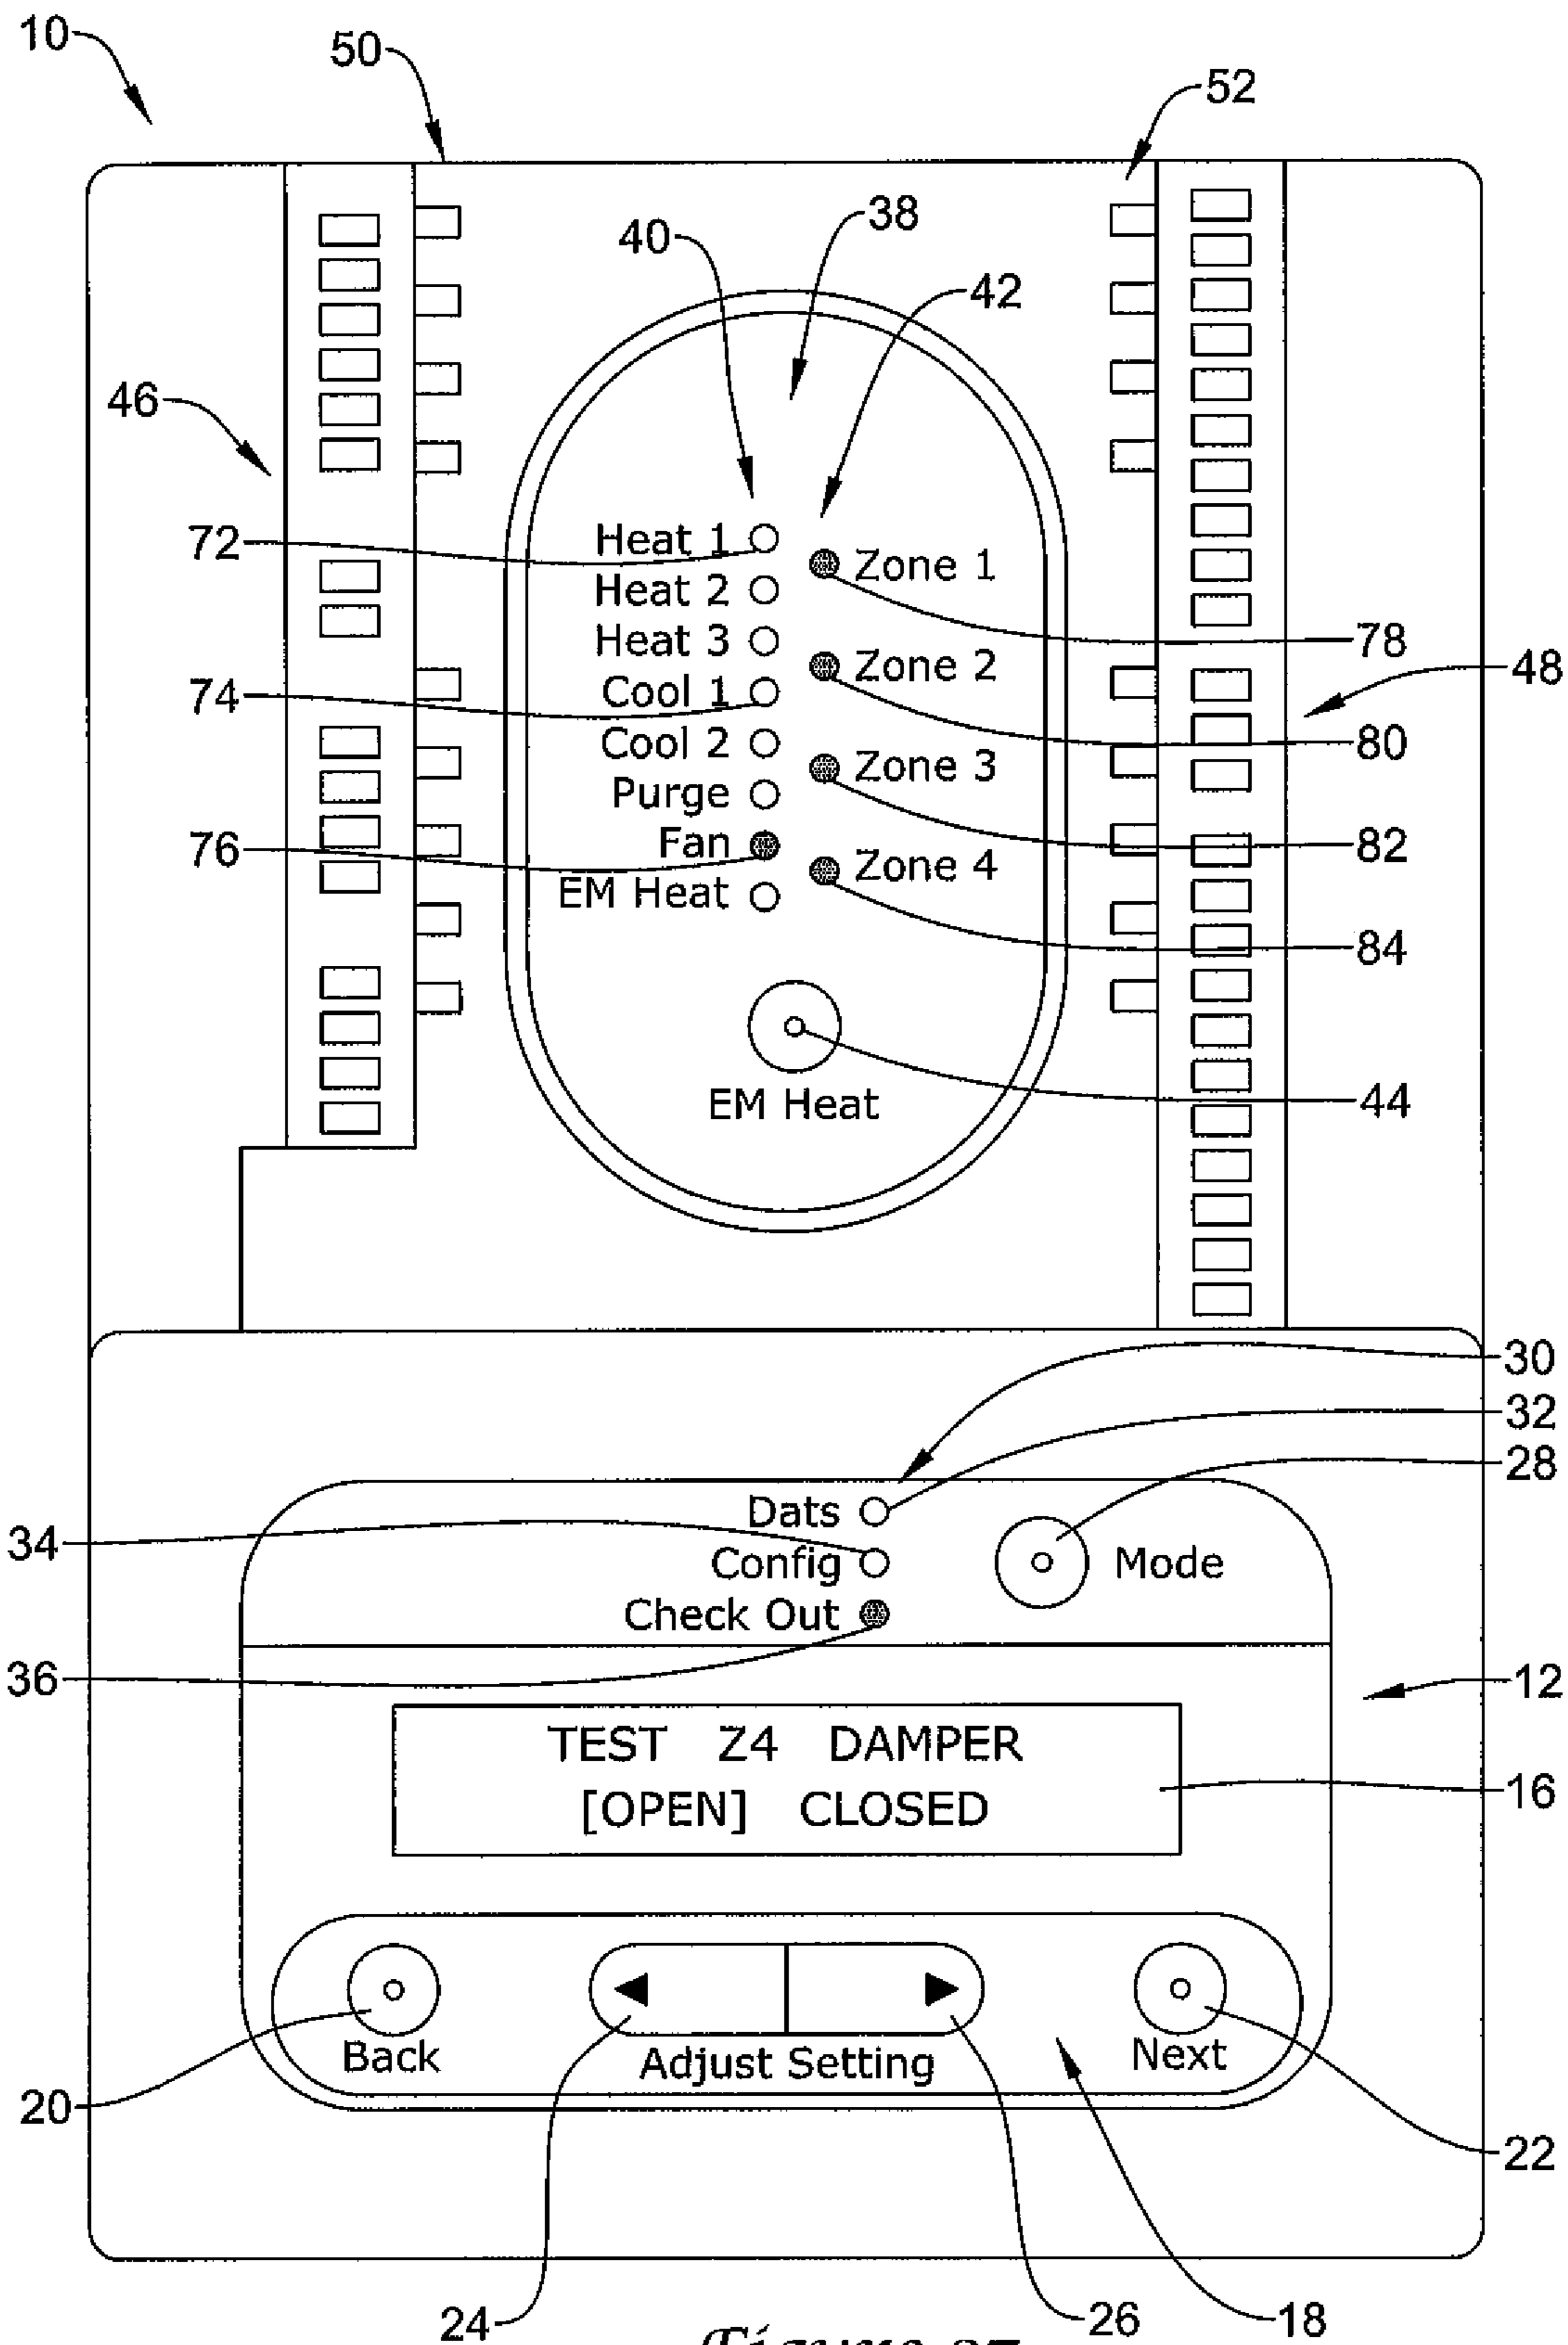 10
50
52
40
38
42
46
72
Heat 1
Zone 1
Heat 2
78
Heat 3
Zone 2
48
74
Cool 1
80
Cool 2
Zone 3
Purge
76
Fan
82
Zone 4
EM Heat
84
EM Heat
44
30
32
28
Dats
34
Config
Mode
Check Out
36
12
TEST Z4 DAMPER
[OPEN] CLOSED
16
◀ ▶
Back
Adjust Setting
Next
20
22
24
26
18
Figure